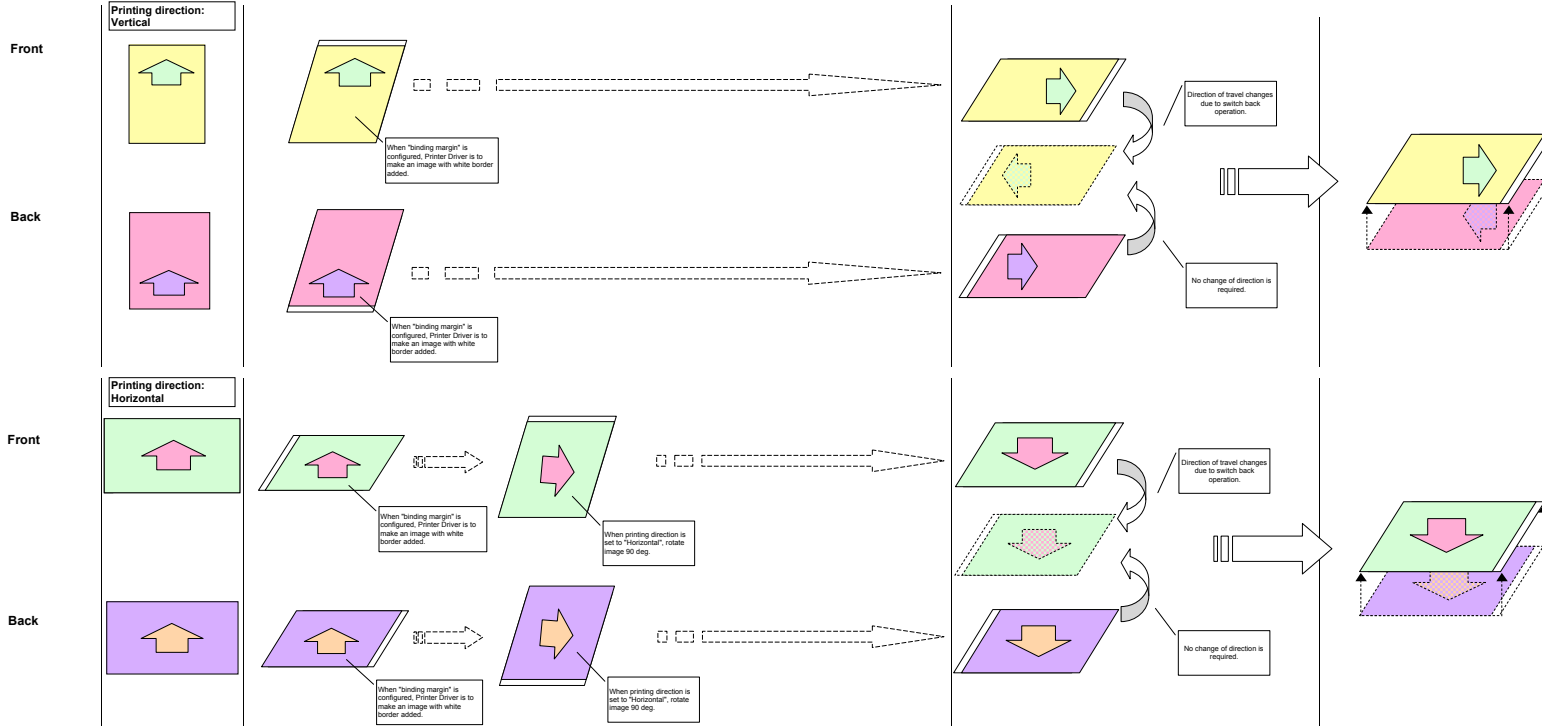 Printing direction:
Vertical
Front
When "binding margin" is
configured, Printer Driver is to
make an image with white border
added.
Direction of travel changes
due to switch back
operation.
Back
When "binding margin" is
configured, Printer Driver is to
make an image with white
border added.
No change of direction is
required.
Printing direction:
Horizontal
Front
When "binding margin" is
configured, Printer Driver is to
make an image with white
border added.
When printing direction is
set to "Horizontal", rotate
image 90 deg.
Direction of travel changes
due to switch back
operation.
Back
When "binding margin" is
configured, Printer Driver is to
make an image with white
border added.
When printing direction is
set to "Horizontal", rotate
image 90 deg.
No change of direction is
required.